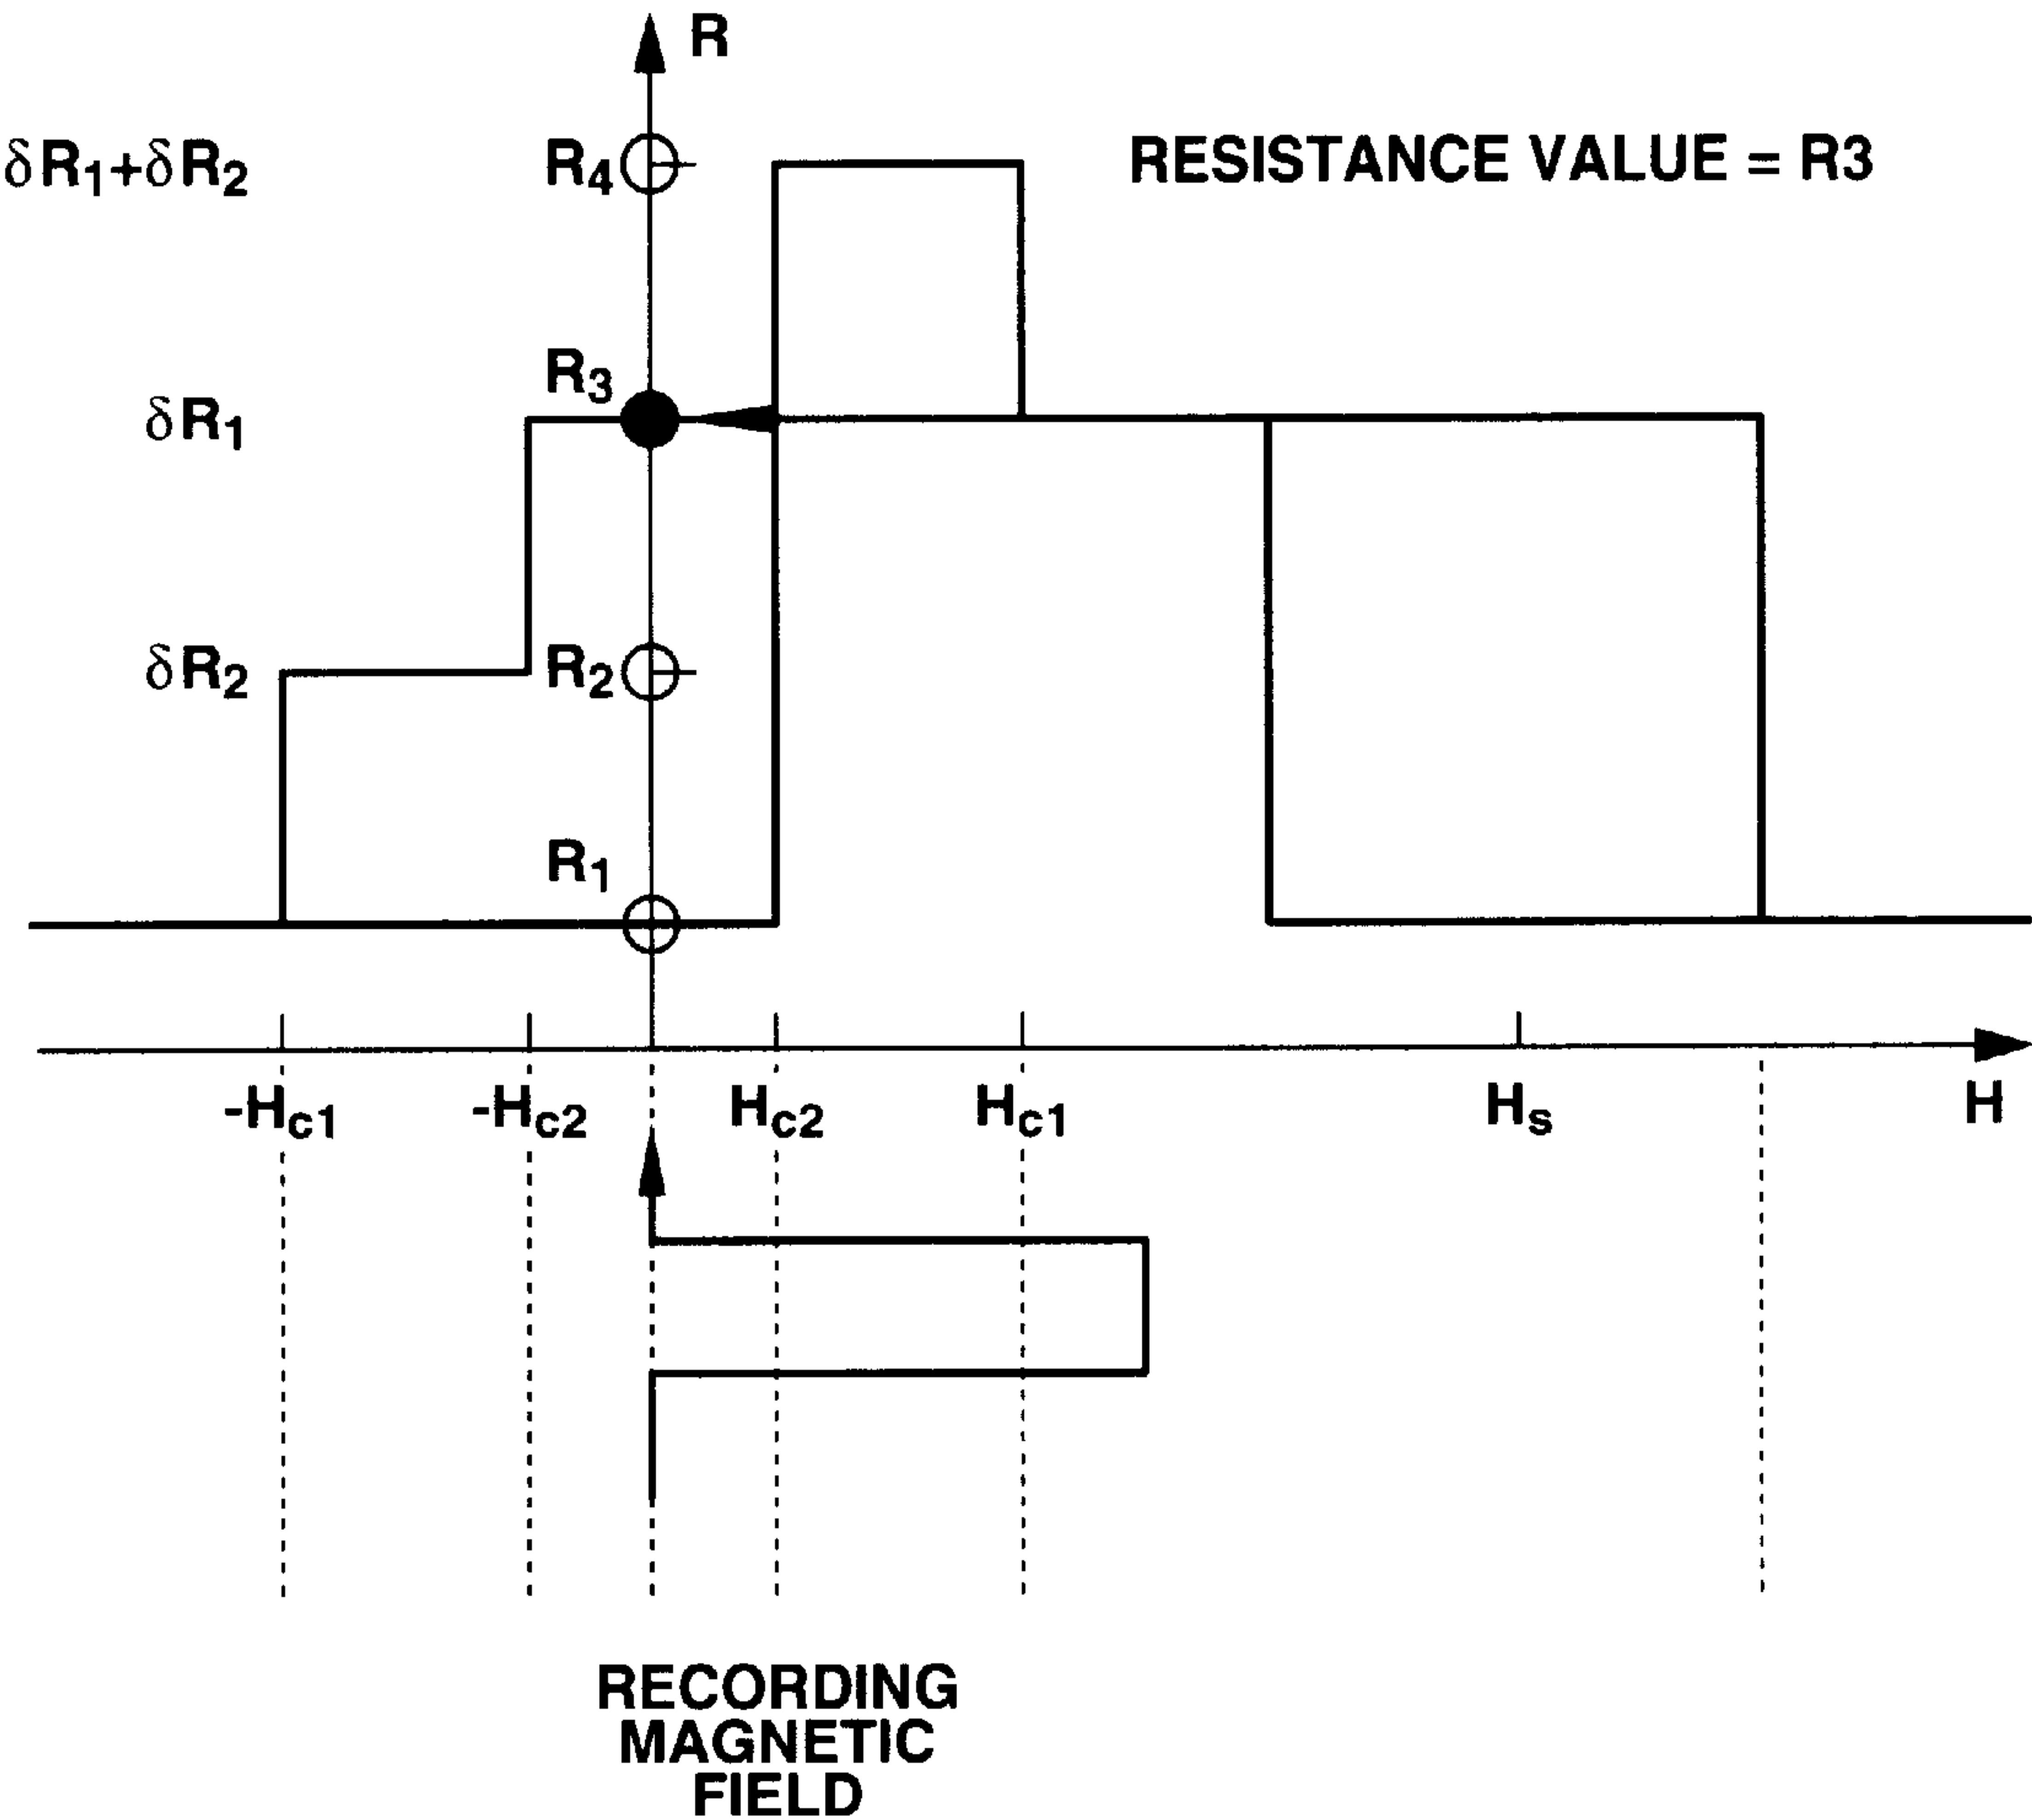 R
δR₁+δR₂
R₄
RESISTANCE VALUE = R3
R₃
δR₁
δR₂
R₂
R₁
-Hc1
-Hc2
Hc2
Hc1
Hs
H
RECORDING
MAGNETIC
FIELD